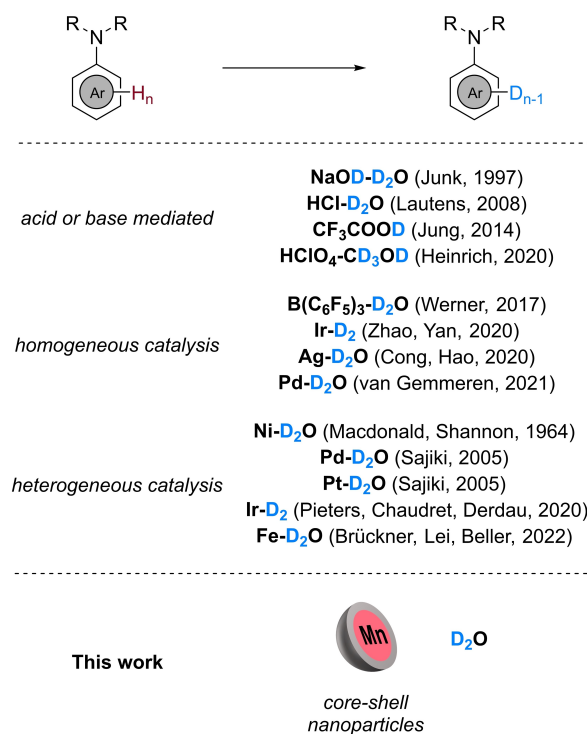 R R R R
N N
Ar Hn Ar Dn-1
NaOD-D2O (Junk, 1997)
HCl-D2O (Lautens, 2008)
acid or base mediated
CF3COOD (Jung, 2014)
HClO4-CD3OD (Heinrich, 2020)
B(C6F5)3-D2O (Werner, 2017)
Ir-D2 (Zhao, Yan, 2020)
homogeneous catalysis
Ag-D2O (Cong, Hao, 2020)
Pd-D2O (van Gemmeren, 2021)
Ni-D2O (Macdonald, Shannon, 1964)
Pd-D2O (Sajiki, 2005)
heterogeneous catalysis Pt-D2O (Sajiki, 2005)
Ir-D2 (Pieters, Chaudret, Derdau, 2020)
Fe-D2O (Brückner, Lei, Beller, 2022)
Mn D2O
This work
core-shell
nanoparticles